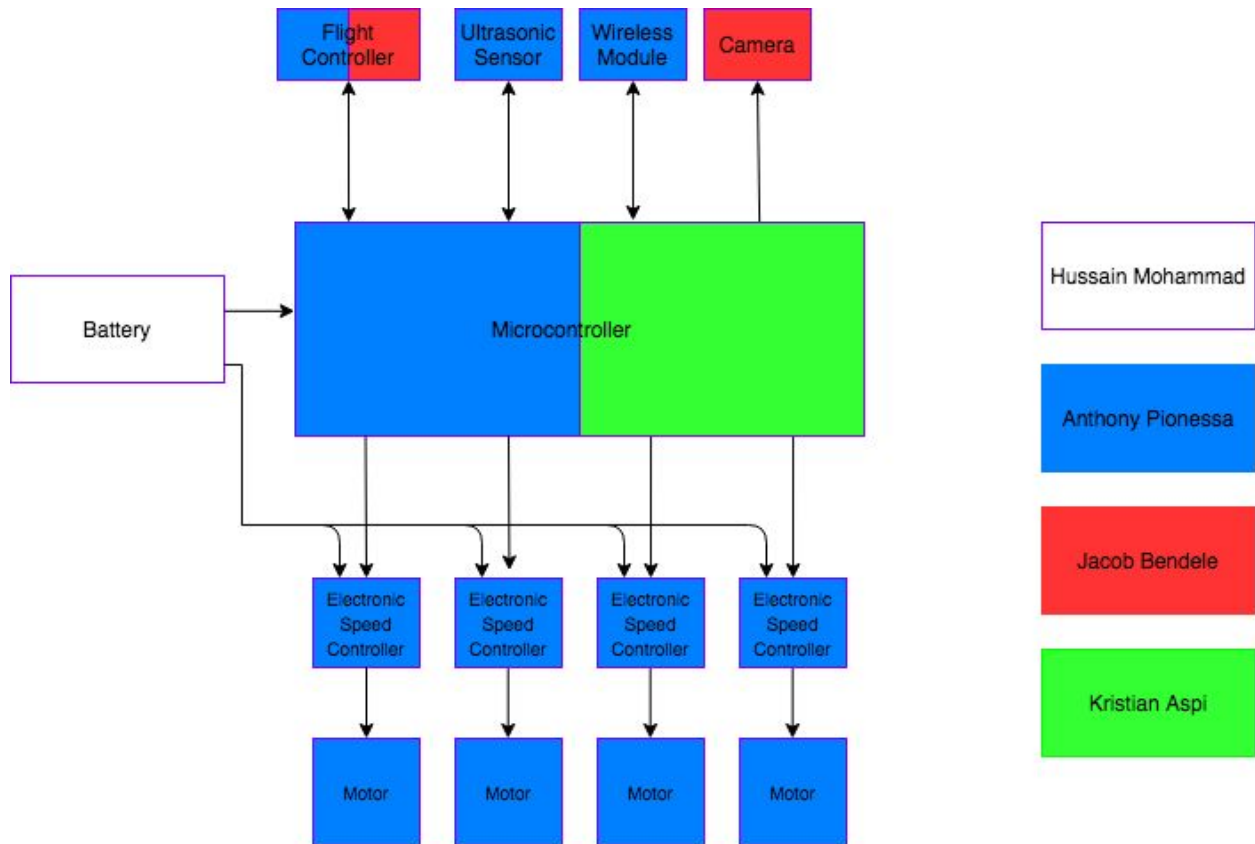 Flight
Controller
Ultrasonic
Sensor
Wireless
Module
Camera
Battery
Microcontroller
Hussain Mohammad
Anthony Pionessa
Jacob Bendele
Kristian Aspi
Electronic
Speed
Controller
Electronic
Speed
Controller
Electronic
Speed
Controller
Electronic
Speed
Controller
Motor
Motor
Motor
Motor